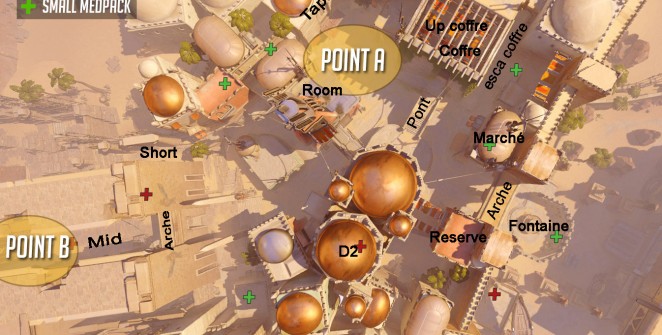 SMALL MEDPACK
Tap
Up coffre
Coffre
POINT A
esca coffre
Room
Pont
Marché
Short
Arche
Fontaine
Reserve
Arche
Mid
POINT B
D2